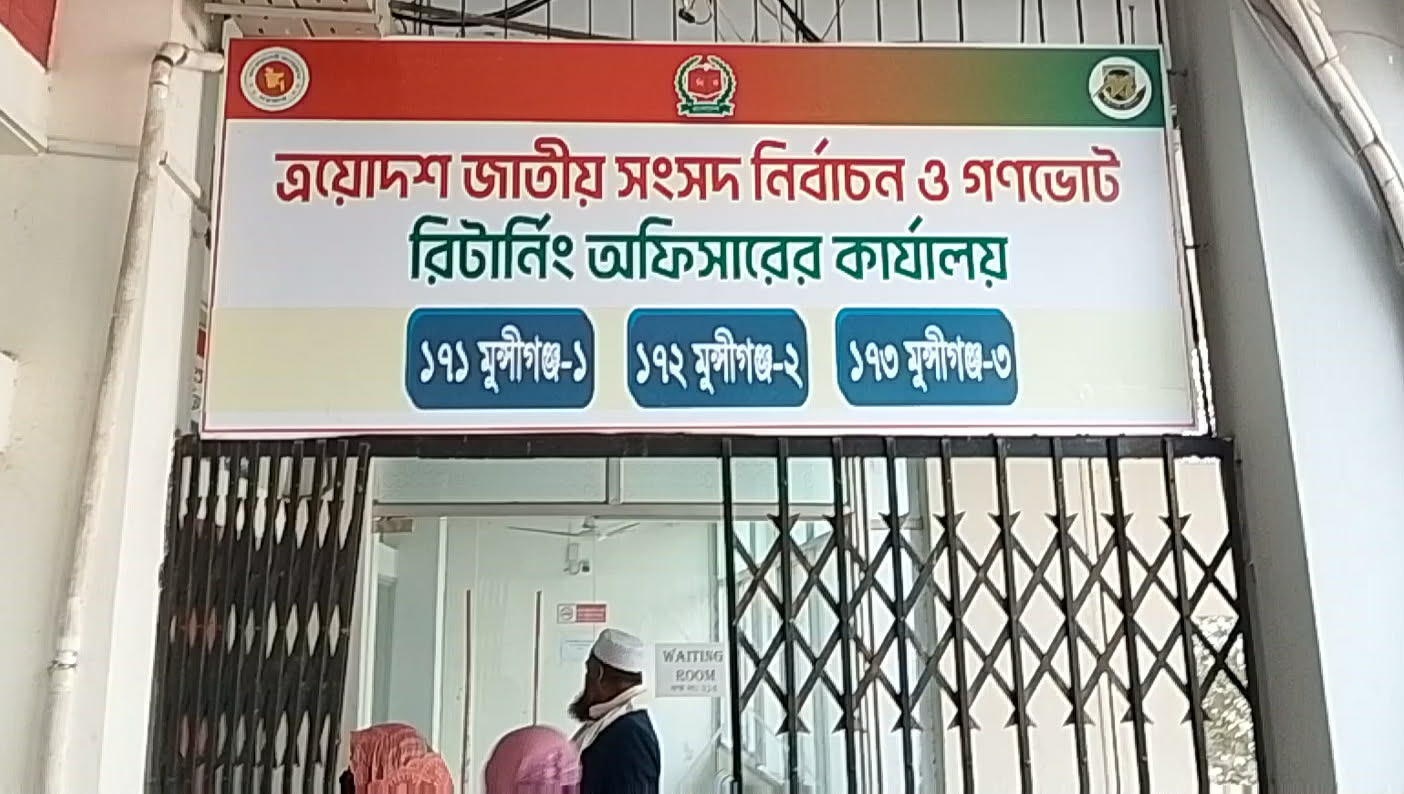 ত্রয়োদশ জাতীয় সংসদ নির্বাচন ও গণভোট
রিটার্নিং অফিসারের কার্যালয়
১৭১ মুন্সীগঞ্জ-১ ১৭২ মুন্সীগঞ্জ-২ ১৭৩ মুন্সীগঞ্জ-৩
WAITING
ROOM